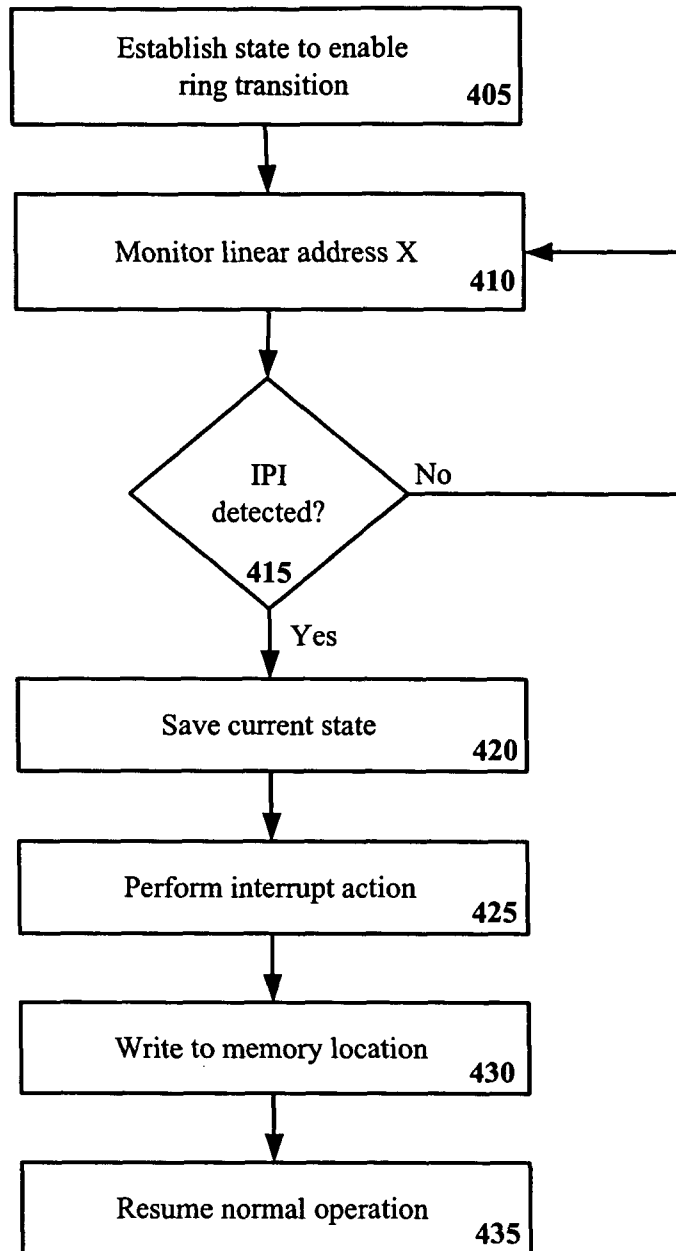 Establish state to enable
ring transition
405
Monitor linear address X
410
IPI
detected?
415
No
Yes
Save current state
420
Perform interrupt action
425
Write to memory location
430
Resume normal operation
435